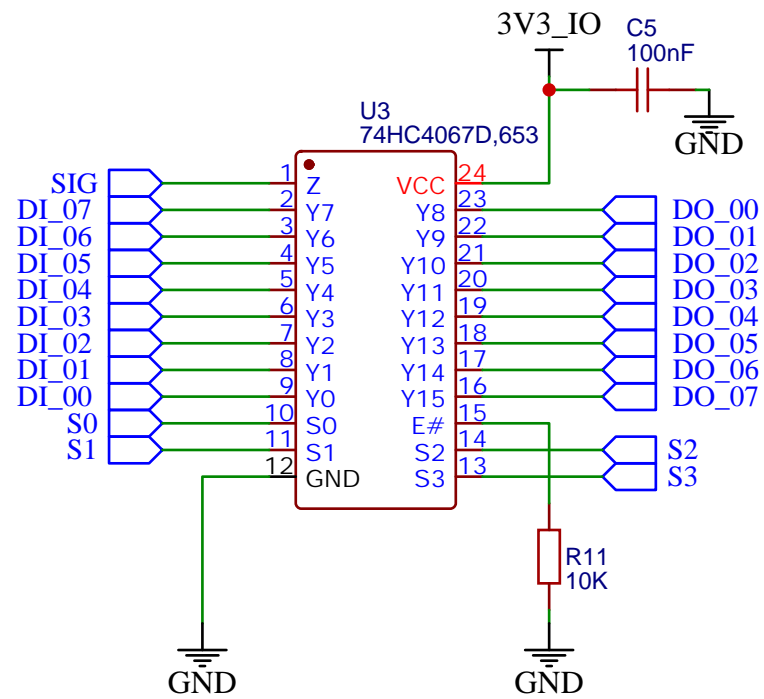 3V3_IO
C5
100nF
GND
U3
74HC4067D,653
SIG 1 Z VCC 24
DI_07 2 Y7 Y8 23 DO_00
DI_06 3 Y6 Y9 22 DO_01
DI_05 4 Y5 Y10 21 DO_02
DI_04 5 Y4 Y11 20 DO_03
DI_03 6 Y3 Y12 19 DO_04
DI_02 7 Y2 Y13 18 DO_05
DI_01 8 Y1 Y14 17 DO_06
DI_00 9 Y0 Y15 16 DO_07
S0 10 S0 E# 15
S1 11 S1 S2 14 S2
12 GND S3 13 S3
R11
10K
GND GND